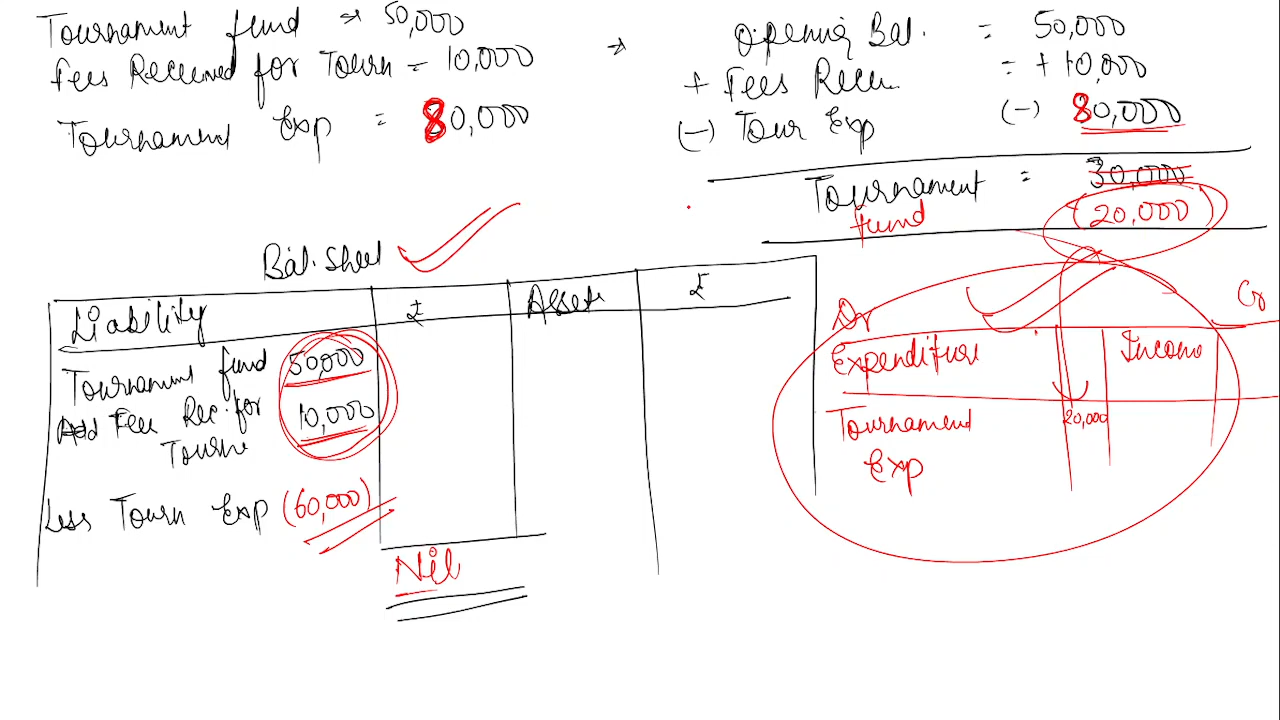 Tournament fund ⇒ 50,000
Fees Received for Tourn = 10,000 →
Tournament Exp = 80,000
Opening Bal. = 50,000
+ Fees Recei = + 10,000
(-) Tour Exp (-) 80,000
Tournament = 30,000
fund (20,000)
Bal. Sheet
Liability ₹ Assets ₹
Tournament fund 50,000
Add Fees Rec. for 10,000
Tourne
Less Tourn Exp (60,000)
Nil
Dr Cr
Expenditure Income
Tournament 20,000
Exp